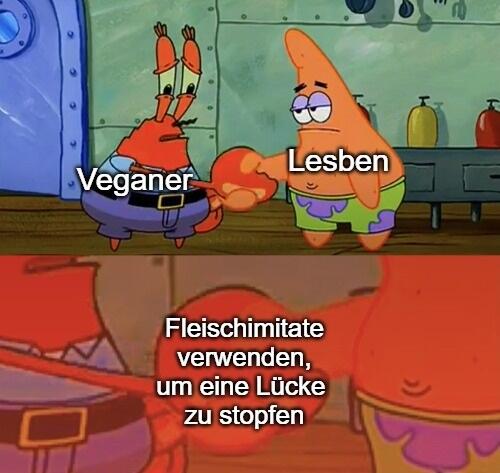 Veganer
Lesben
Fleischimitate
verwenden,
um eine Lücke
zu stopfen